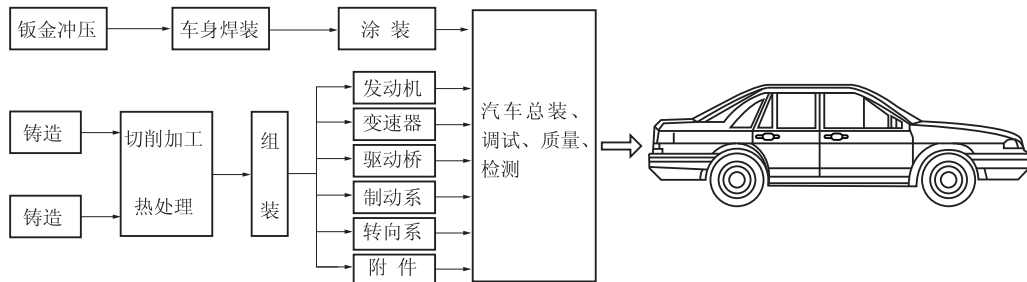 钣金冲压
车身焊装
涂 装
铸造
铸造
切削加工
热处理
组
装
发动机
变速器
驱动桥
制动系
转向系
附 件
汽车总装、
调试、质量、
检测